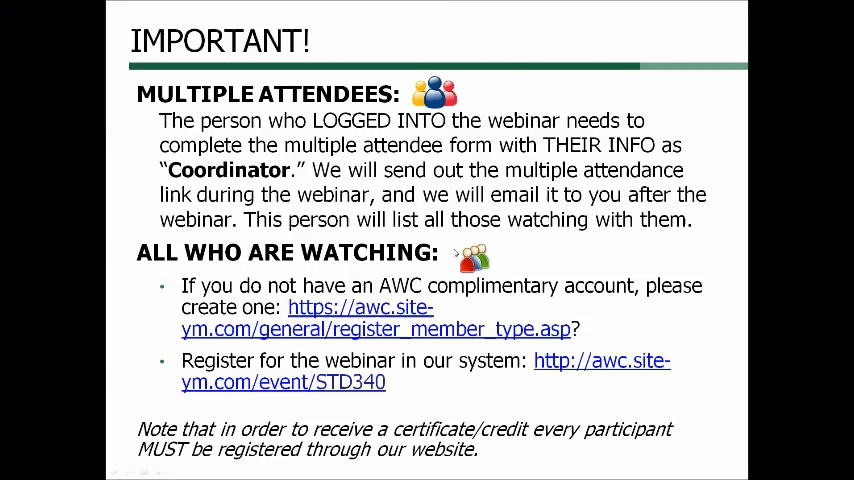 IMPORTANT!
MULTIPLE ATTENDEES:
The person who LOGGED INTO the webinar needs to
complete the multiple attendee form with THEIR INFO as
“Coordinator.” We will send out the multiple attendance
link during the webinar, and we will email it to you after the
webinar. This person will list all those watching with them.
ALL WHO ARE WATCHING:
• If you do not have an AWC complimentary account, please
create one: https://awc.site-
ym.com/general/register_member_type.asp?
• Register for the webinar in our system: http://awc.site-
ym.com/event/STD340
Note that in order to receive a certificate/credit every participant
MUST be registered through our website.